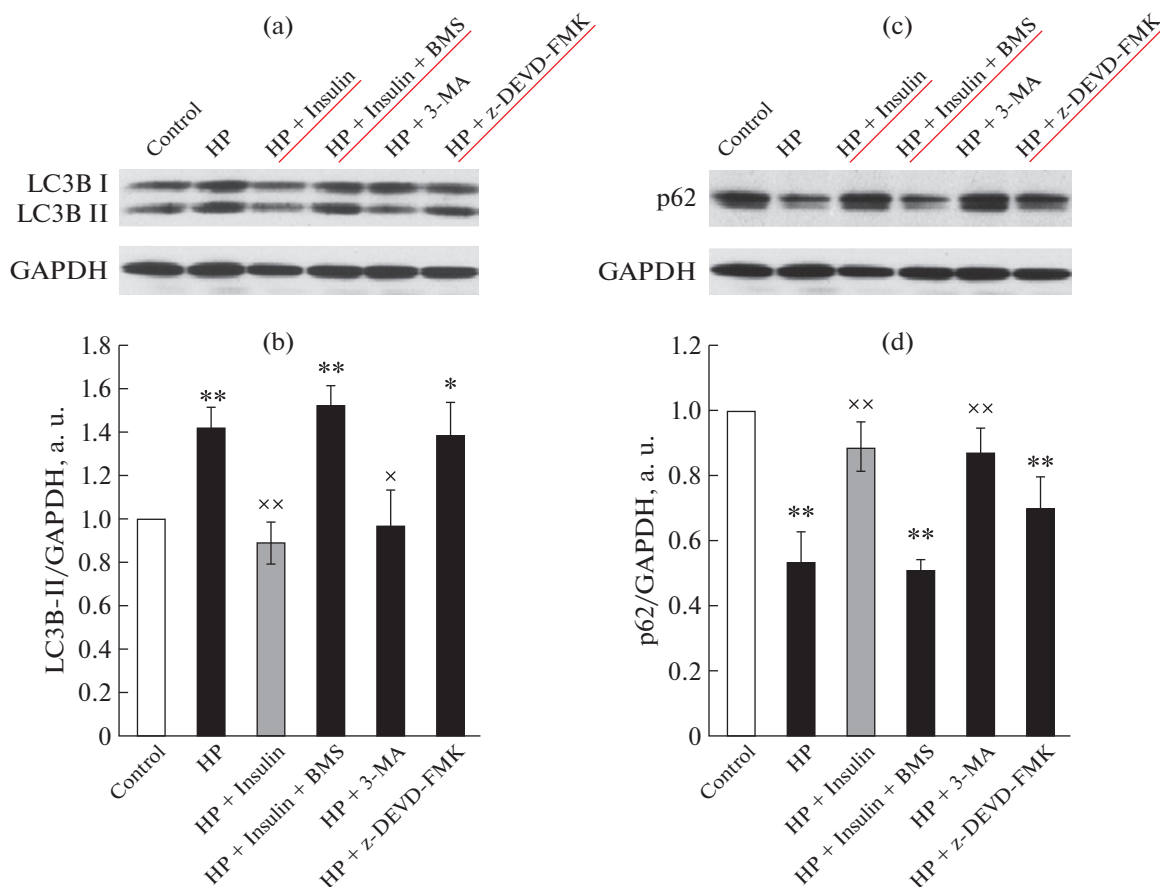 (a)
Control
HP
HP + Insulin
HP + Insulin + BMS
HP + 3-MA
HP + z-DEVD-FMK
LC3B I
LC3B II
GAPDH
(c)
Control
HP
HP + Insulin
HP + Insulin + BMS
HP + 3-MA
HP + z-DEVD-FMK
p62
GAPDH
(b)
LC3B-II/GAPDH, a. u.
1.8
1.6
1.4
1.2
1.0
0.8
0.6
0.4
0.2
0
**
××
**
×
*
Control
HP
HP + Insulin
HP + Insulin + BMS
HP + 3-MA
HP + z-DEVD-FMK
(d)
p62/GAPDH, a. u.
1.2
1.0
0.8
0.6
0.4
0.2
0
**
××
**
××
**
Control
HP
HP + Insulin
HP + Insulin + BMS
HP + 3-MA
HP + z-DEVD-FMK